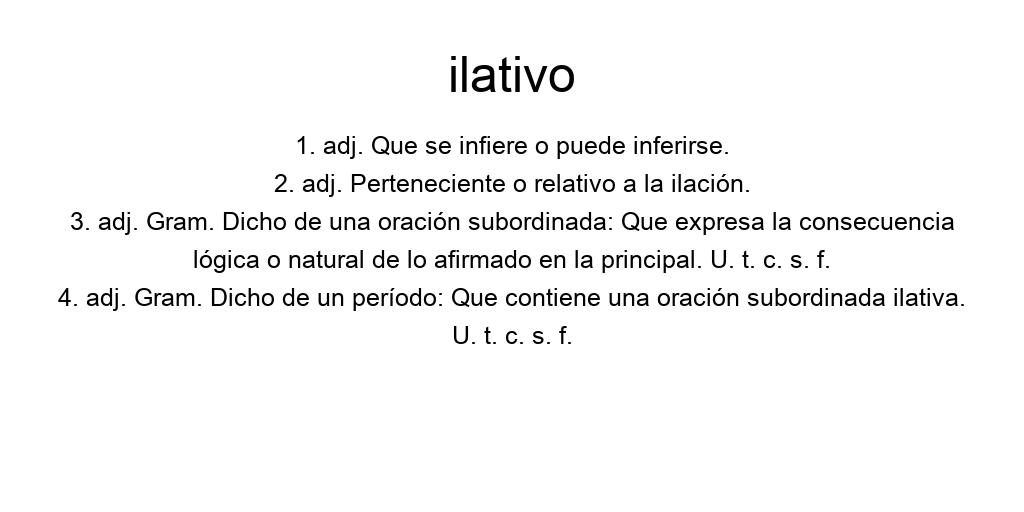 ilativo
1. adj. Que se infiere o puede inferirse.
2. adj. Perteneciente o relativo a la ilación.
3. adj. Gram. Dicho de una oración subordinada: Que expresa la consecuencia
lógica o natural de lo afirmado en la principal. U. t. c. s. f.
4. adj. Gram. Dicho de un período: Que contiene una oración subordinada ilativa.
U. t. c. s. f.